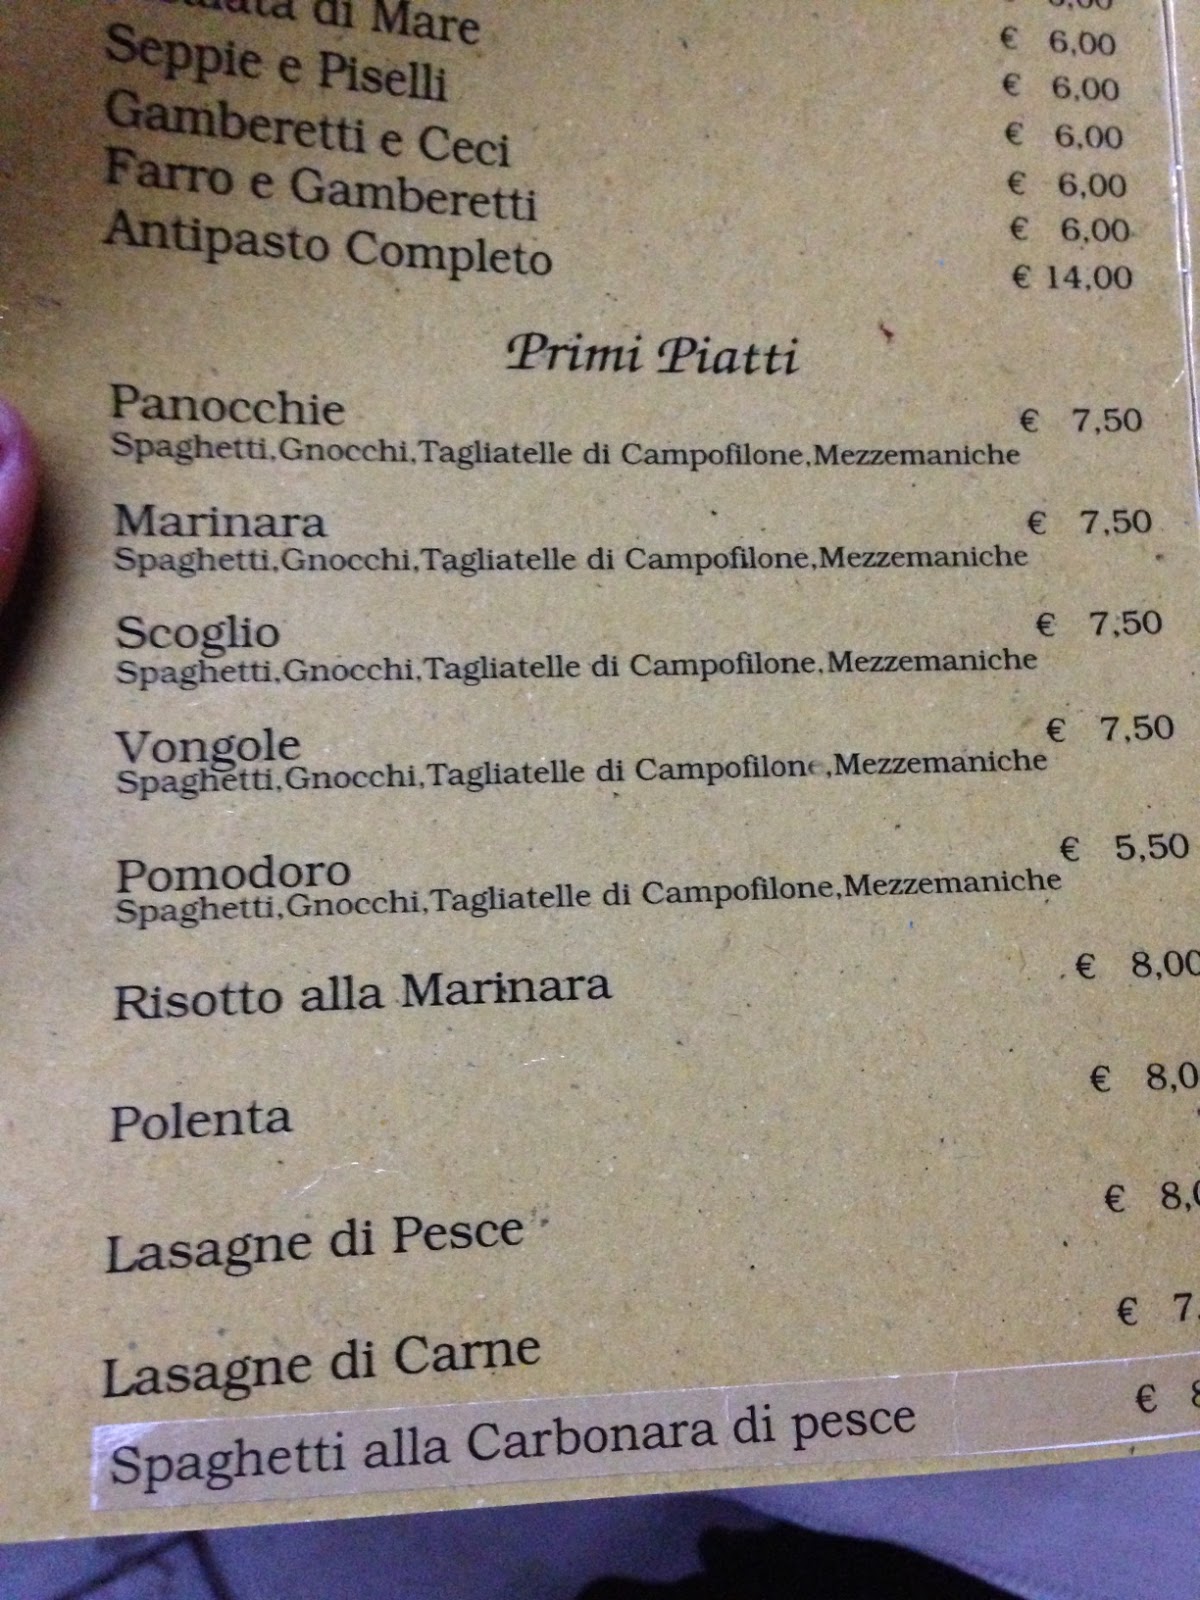 € 6,00
di Mare € 6,00
Seppie e Piselli € 6,00
Gamberetti e Ceci € 6,00
Farro e Gamberetti € 6,00
Antipasto Completo € 14,00
Primi Piatti
Panocchie € 7,50
Spaghetti,Gnocchi,Tagliatelle di Campofilone,Mezzemaniche
Marinara € 7,50
Spaghetti,Gnocchi,Tagliatelle di Campofilone,Mezzemaniche
Scoglio € 7,50
Spaghetti,Gnocchi,Tagliatelle di Campofilone,Mezzemaniche
Vongole € 7,50
Spaghetti,Gnocchi,Tagliatelle di Campofilone,Mezzemaniche
Pomodoro € 5,50
Spaghetti,Gnocchi,Tagliatelle di Campofilone,Mezzemaniche
Risotto alla Marinara € 8,00
Polenta € 8,0
Lasagne di Pesce € 8,
Lasagne di Carne € 7,
Spaghetti alla Carbonara di pesce €